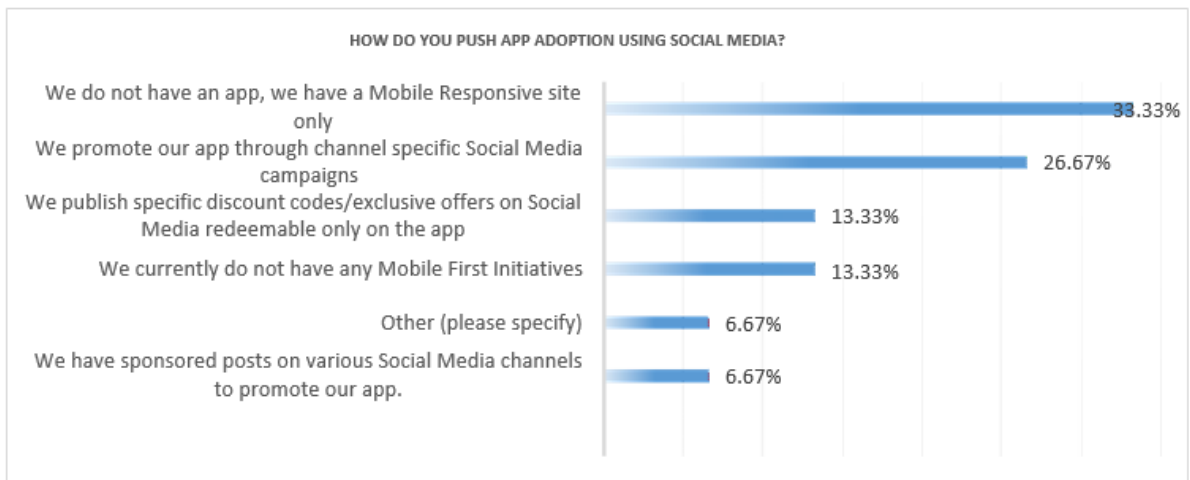 HOW DO YOU PUSH APP ADOPTION USING SOCIAL MEDIA?
We do not have an app, we have a Mobile Responsive site
only
33.33%
We promote our app through channel specific Social Media
campaigns
26.67%
We publish specific discount codes/exclusive offers on Social
Media redeemable only on the app
13.33%
We currently do not have any Mobile First Initiatives
13.33%
Other (please specify)
6.67%
We have sponsored posts on various Social Media channels
to promote our app.
6.67%